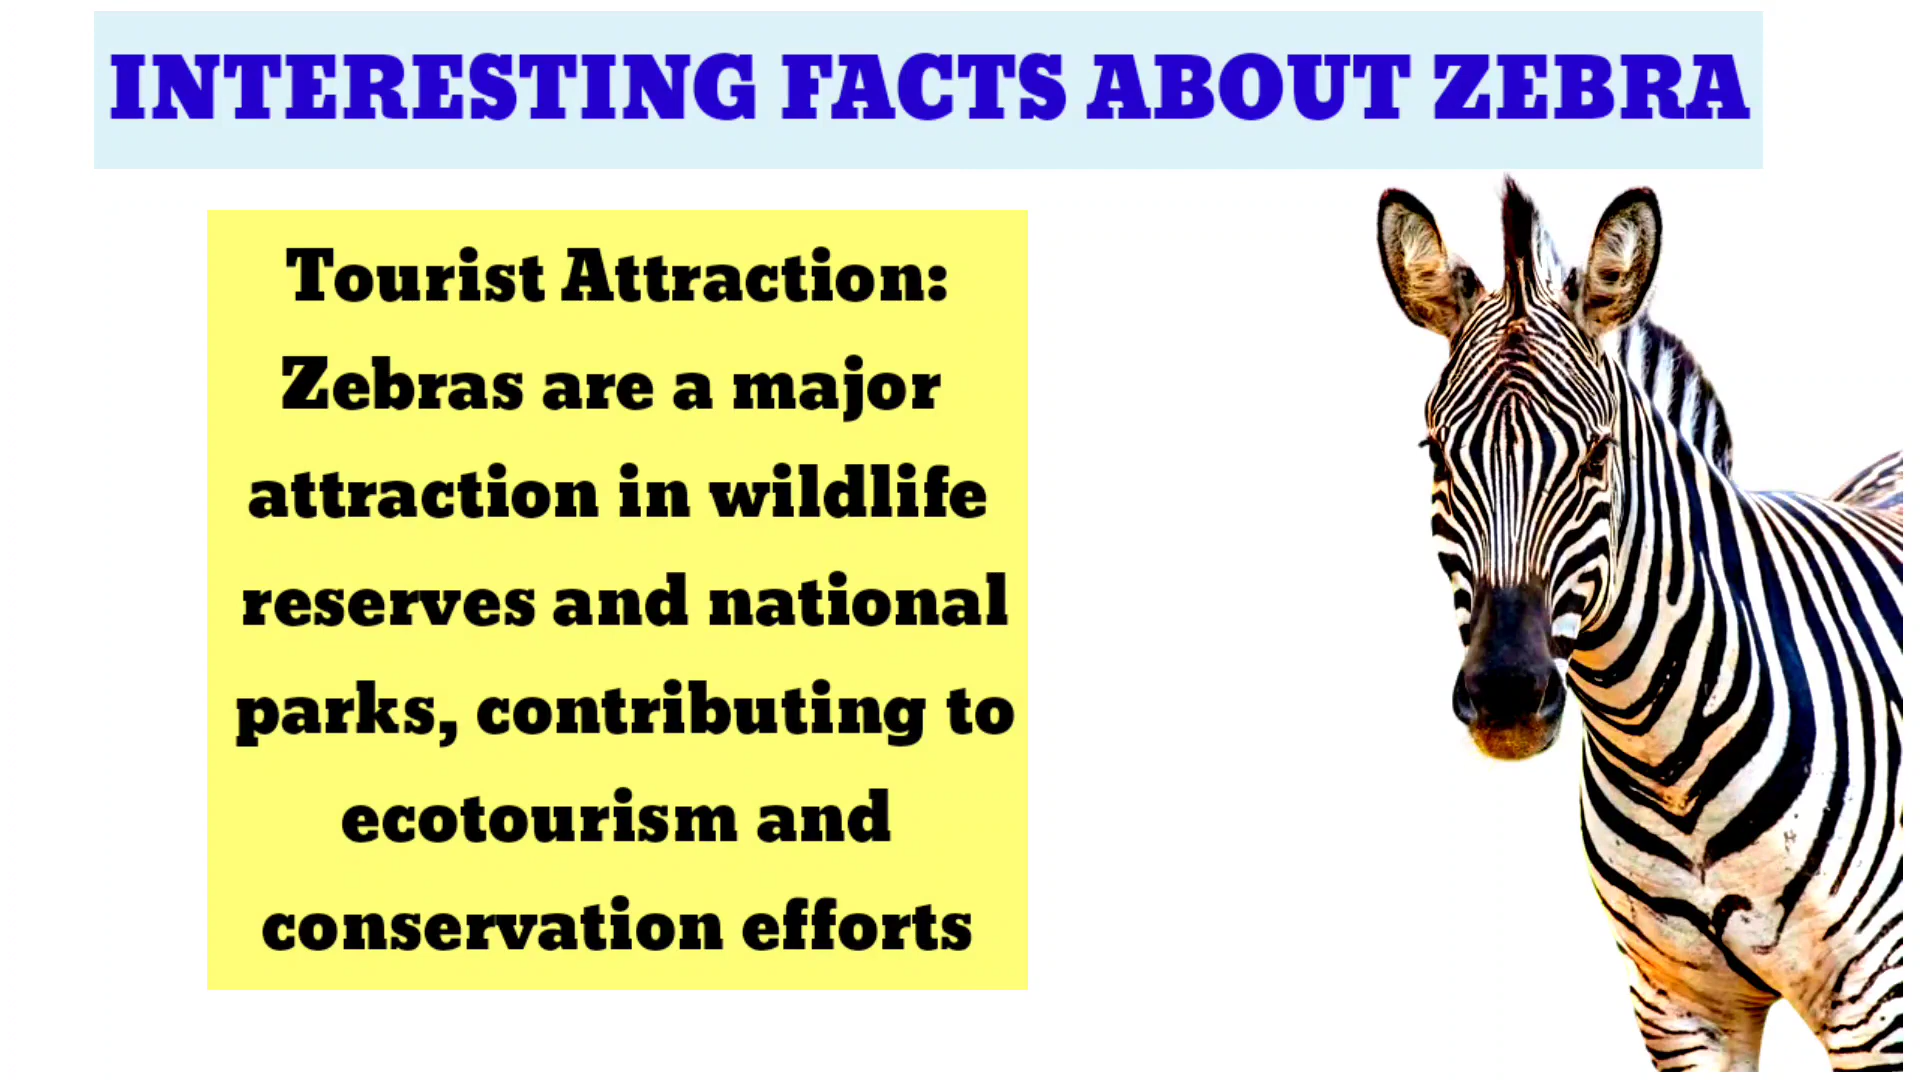 INTERESTING FACTS ABOUT ZEBRA
Tourist Attraction:
Zebras are a major
attraction in wildlife
reserves and national
parks, contributing to
ecotourism and
conservation efforts